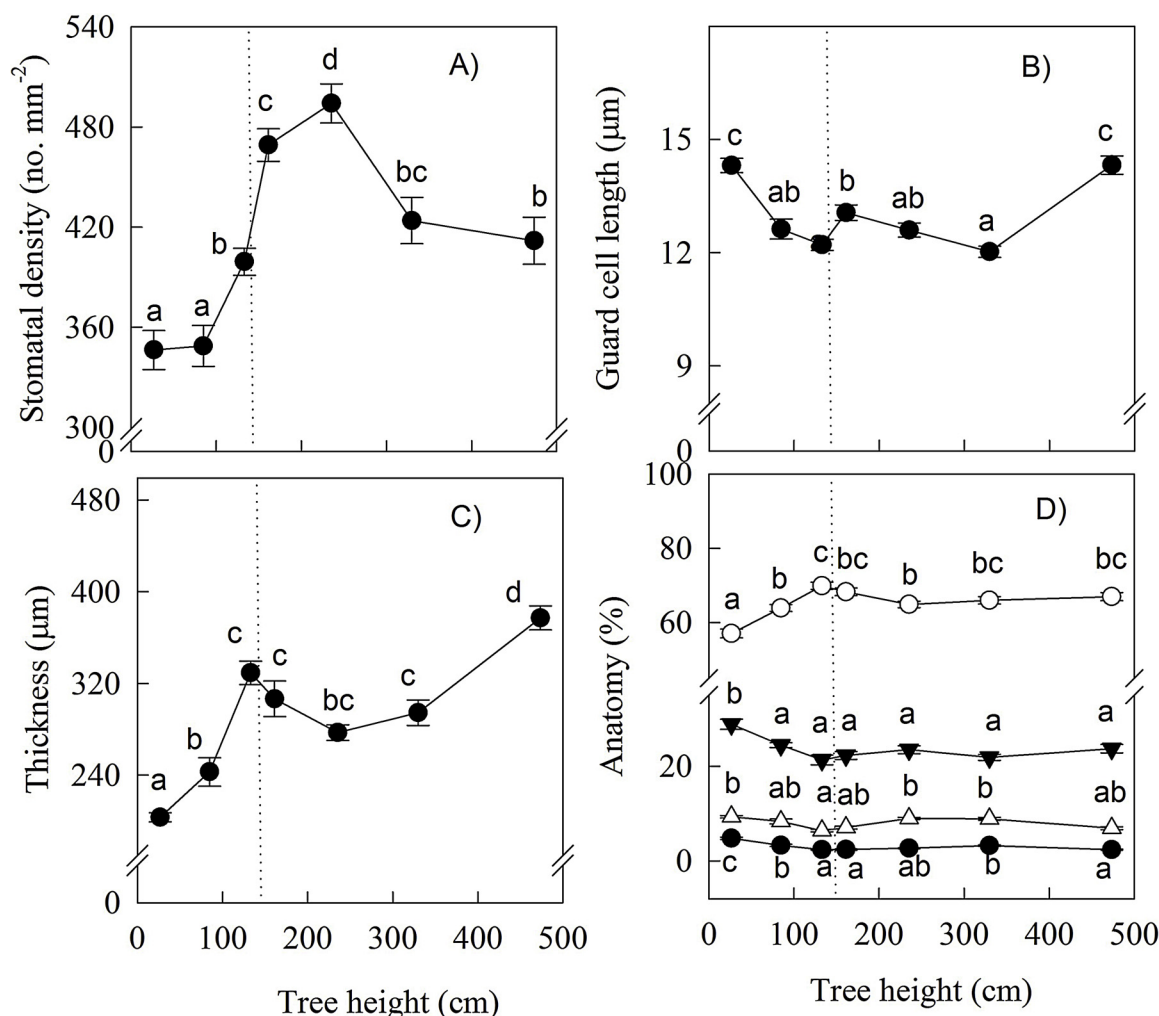 A)
Stomatal density (no. mm-2)
540
480
420
360
300
0
a
a
b
c
d
bc
b
B)
Guard cell length (μm)
15
12
9
0
c
ab
b
ab
a
c
C)
Thickness (μm)
480
400
320
240
0
a
b
c
c
bc
c
d
0 100 200 300 400 500
Tree height (cm)
D)
Anatomy (%)
100
80
60
20
0
a b c bc b bc bc
b a a a a a a
b ab a ab b b ab
c b a a ab b a
0 100 200 300 400 500
Tree height (cm)